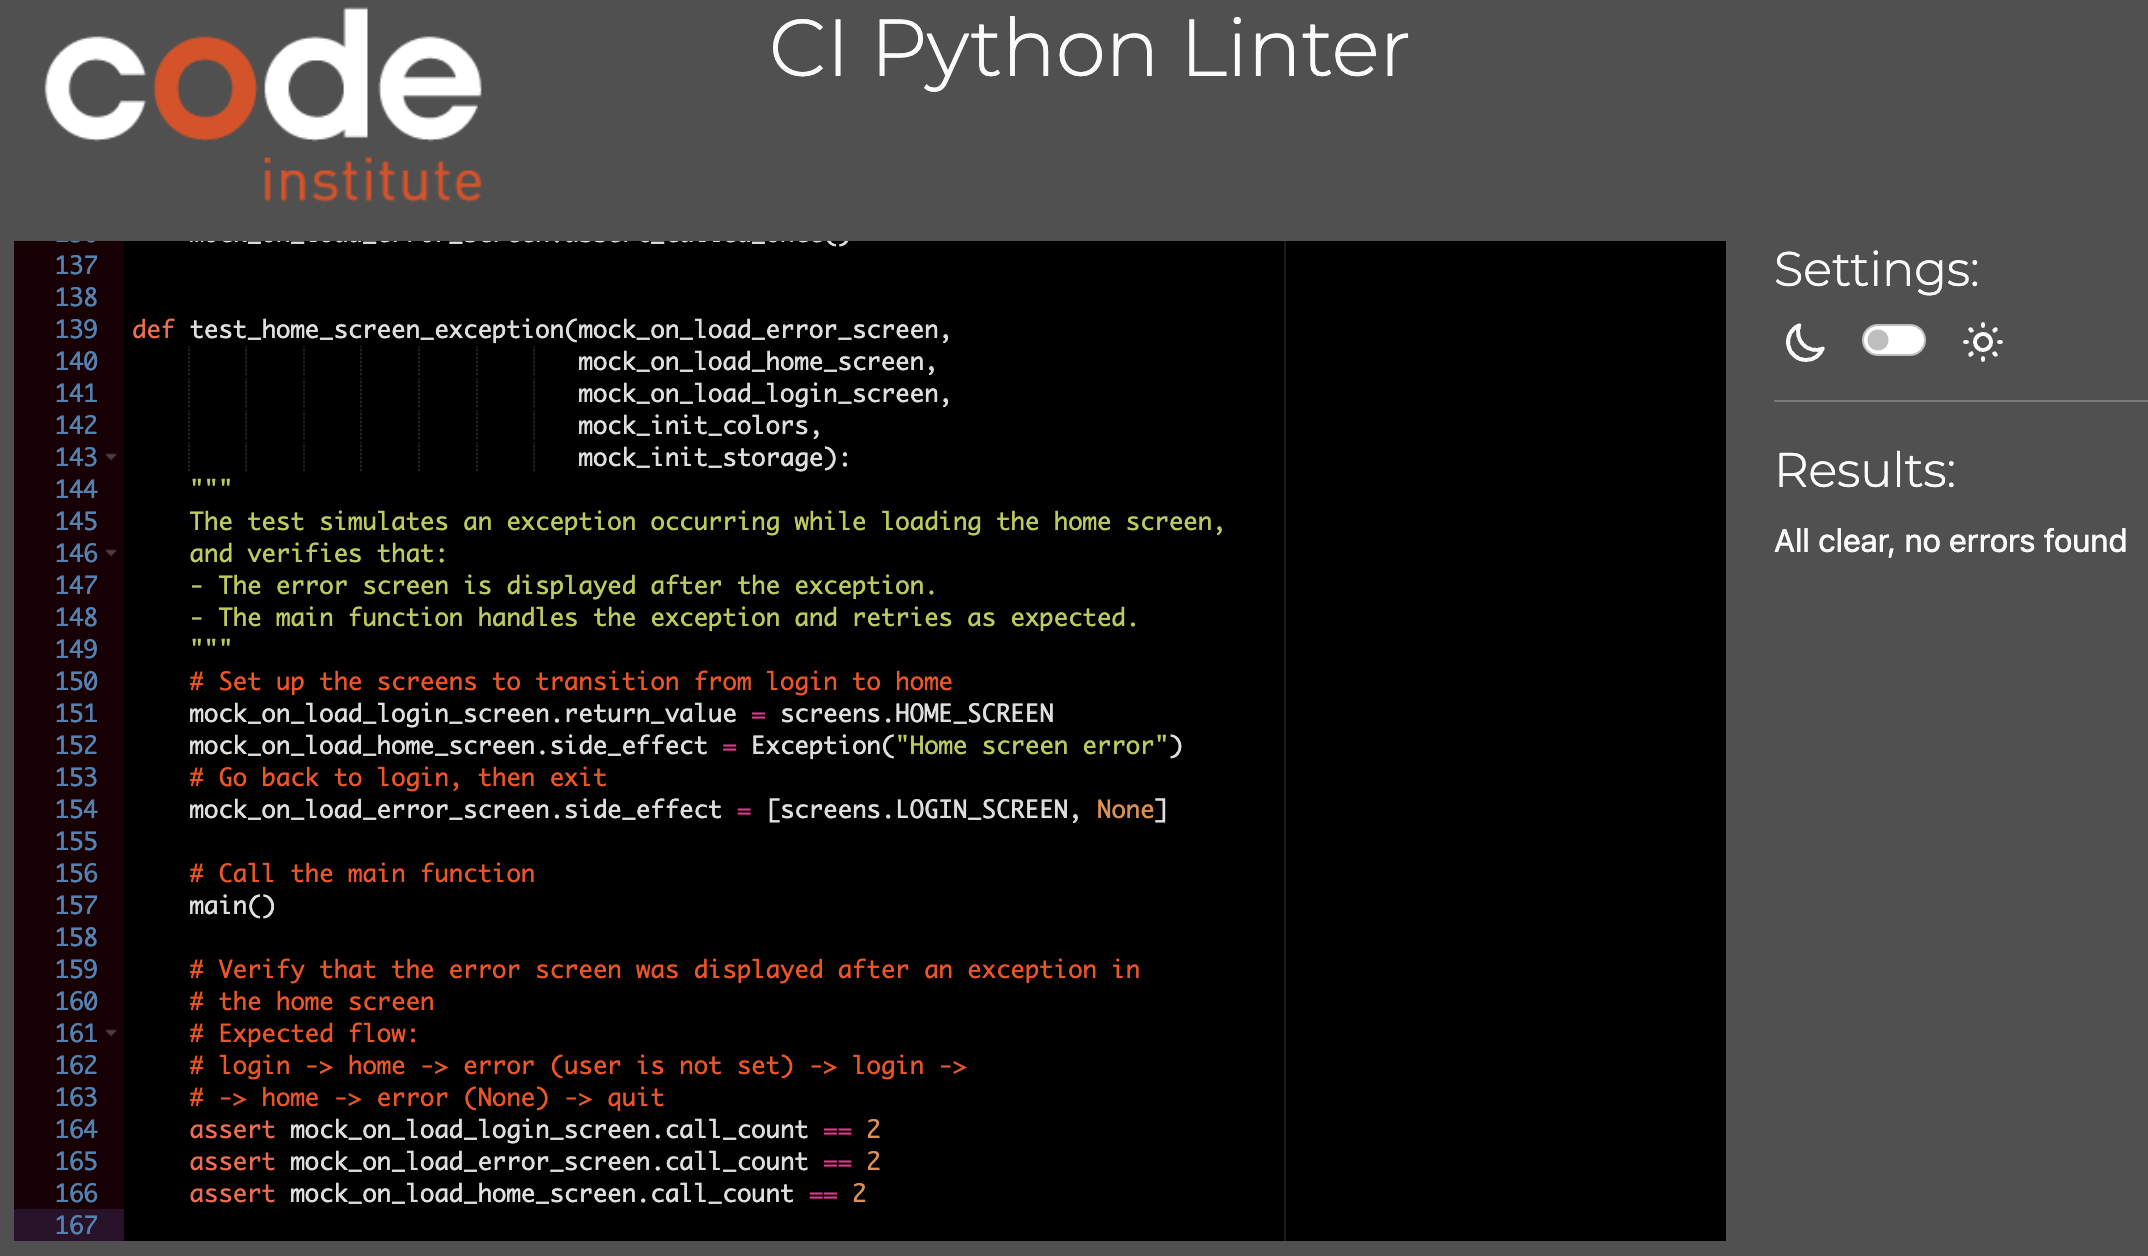 code
institute
CI Python Linter
137
138
139 def test_home_screen_exception(mock_on_load_error_screen,
140 mock_on_load_home_screen,
141 mock_on_load_login_screen,
142 mock_init_colors,
143 mock_init_storage):
144 """
145 The test simulates an exception occurring while loading the home screen,
146 and verifies that:
147 - The error screen is displayed after the exception.
148 - The main function handles the exception and retries as expected.
149 """
150 # Set up the screens to transition from login to home
151 mock_on_load_login_screen.return_value = screens.HOME_SCREEN
152 mock_on_load_home_screen.side_effect = Exception("Home screen error")
153 # Go back to login, then exit
154 mock_on_load_error_screen.side_effect = [screens.LOGIN_SCREEN, None]
155
156 # Call the main function
157 main()
158
159 # Verify that the error screen was displayed after an exception in
160 # the home screen
161 # Expected flow:
162 # login -> home -> error (user is not set) -> login ->
163 # -> home -> error (None) -> quit
164 assert mock_on_load_login_screen.call_count == 2
165 assert mock_on_load_error_screen.call_count == 2
166 assert mock_on_load_home_screen.call_count == 2
167
Settings:
Results:
All clear, no errors found